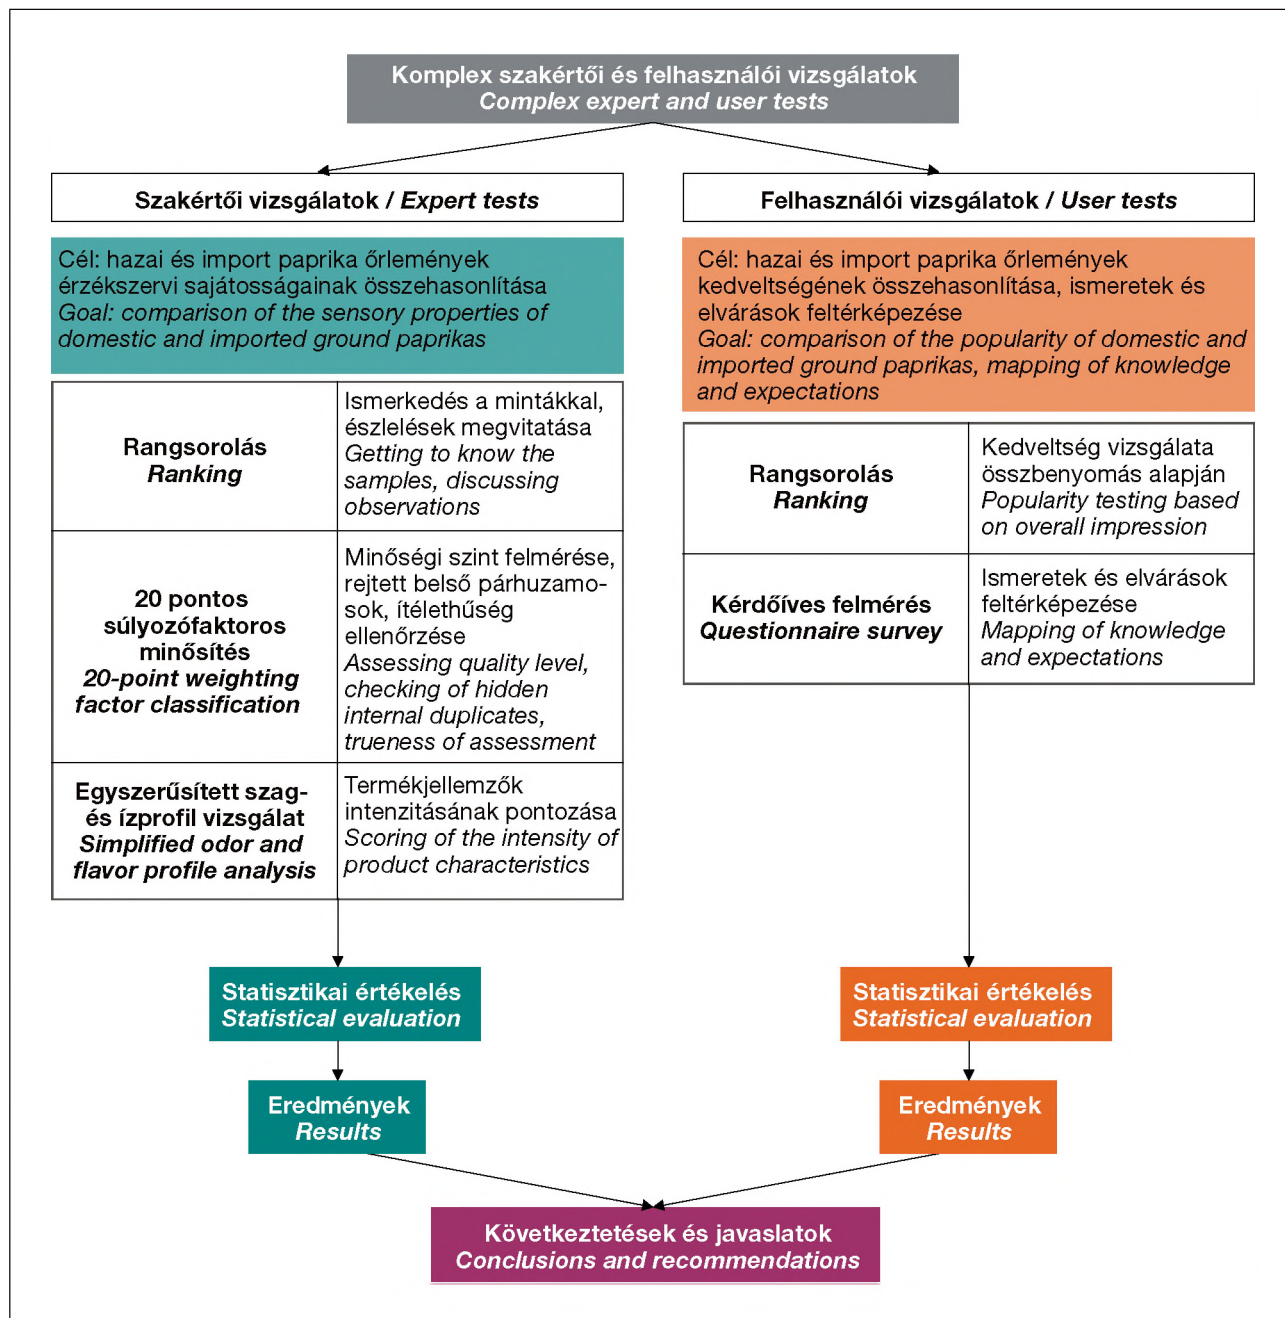 Komplex szakértői és felhasználói vizsgálatok
Complex expert and user tests
Szakértői vizsgálatok / Expert tests
Cél: hazai és import paprika őrlemények
érzékszervi sajátosságainak összehasonlítása
Goal: comparison of the sensory properties of
domestic and imported ground paprikas
Rangsorolás
Ranking
Ismerkedés a mintákkal,
észlelések megvitatása
Getting to know the
samples, discussing
observations
20 pontos
súlyozófaktoros
minősítés
20-point weighting
factor classification
Minőségi szint felmérése,
rejtett belső párhuzamo-
sok, ítélethűség
ellenőrzése
Assessing quality level,
checking of hidden
internal duplicates,
trueness of assessment
Egyszerűsített szag-
és ízprofil vizsgálat
Simplified odor and
flavor profile analysis
Termékjellemzők
intenzitásának pontozása
Scoring of the intensity of
product characteristics
Statisztikai értékelés
Statistical evaluation
Eredmények
Results
Felhasználói vizsgálatok / User tests
Cél: hazai és import paprika őrlemények
kedveltségének összehasonlítása, ismeretek és
elvárások feltérképezése
Goal: comparison of the popularity of domestic and
imported ground paprikas, mapping of knowledge
and expectations
Rangsorolás
Ranking
Kedveltség vizsgálata
összbenyomás alapján
Popularity testing based
on overall impression
Kérdőíves felmérés
Questionnaire survey
Ismeretek és elvárások
feltérképezése
Mapping of knowledge
and expectations
Statisztikai értékelés
Statistical evaluation
Eredmények
Results
Következtetések és javaslatok
Conclusions and recommendations